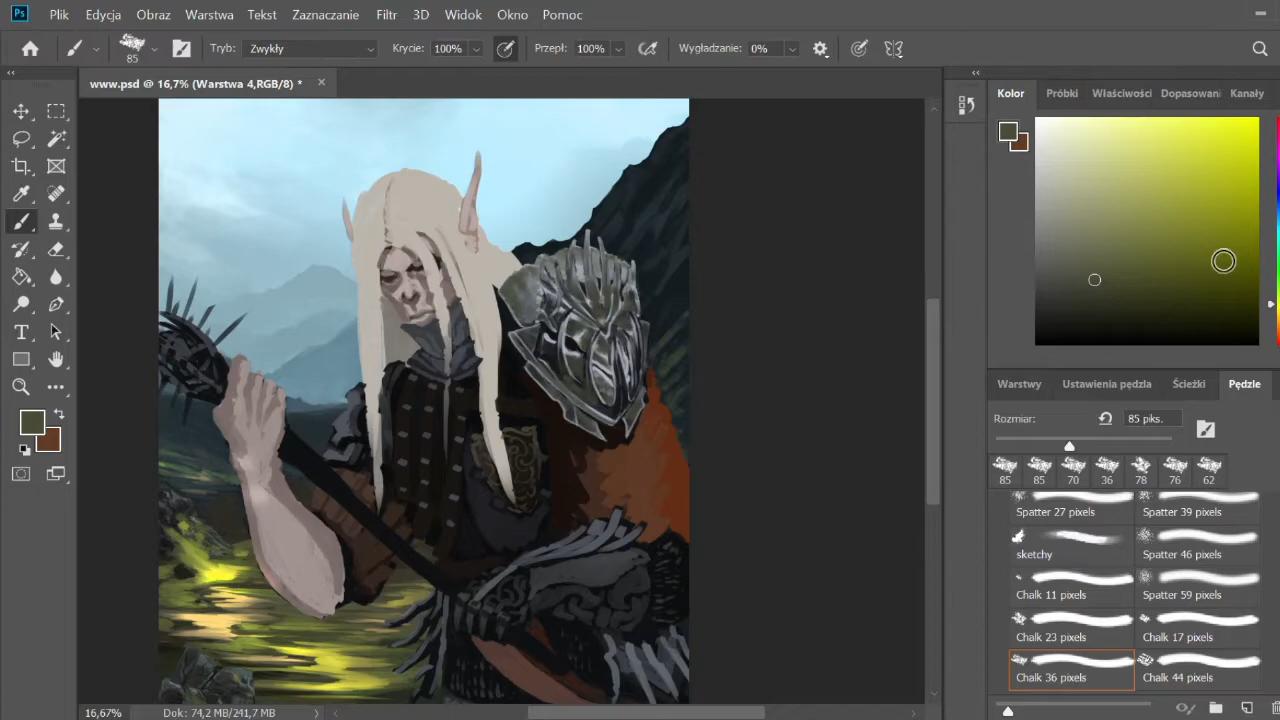 Ps Plik Edycja Obraz Warstwa Tekst Zaznaczanie Filtr 3D Widok Okno Pomoc
85 Tryb: Zwykły Krycie: 100% Przepł: 100% Wygładzanie: 0%
www.psd @ 16,7% (Warstwa 4,RGB/8) *
Kolor Próbki Właściwości Dopasowani Kanały
Warstwy Ustawienia pędzla Ścieżki Pędzle
Rozmiar: 85 piks.
85 85 70 36 78 76 62
Spatter 27 pixels Spatter 39 pixels
sketchy Spatter 46 pixels
Chalk 11 pixels Spatter 59 pixels
Chalk 23 pixels Chalk 17 pixels
Chalk 36 pixels Chalk 44 pixels
16,67% Dok: 74,2 MB/241,7 MB